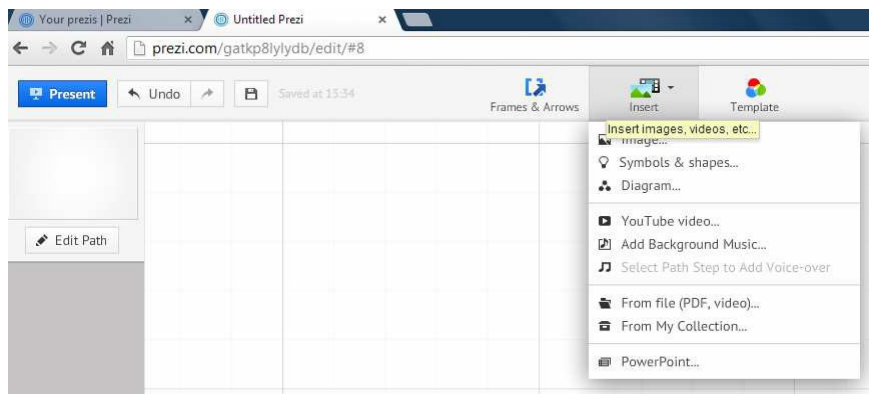 Your prezis | Prezi × Untitled Prezi ×
prezi.com/gatkp8lylydb/edit/#8
Present Undo Saved at 15:34 Frames & Arrows Insert Template
Insert images, videos, etc...
Image...
Symbols & shapes...
Diagram...
YouTube video...
Edit Path
Add Background Music...
Select Path Step to Add Voice-over
From file (PDF, video)...
From My Collection...
PowerPoint...